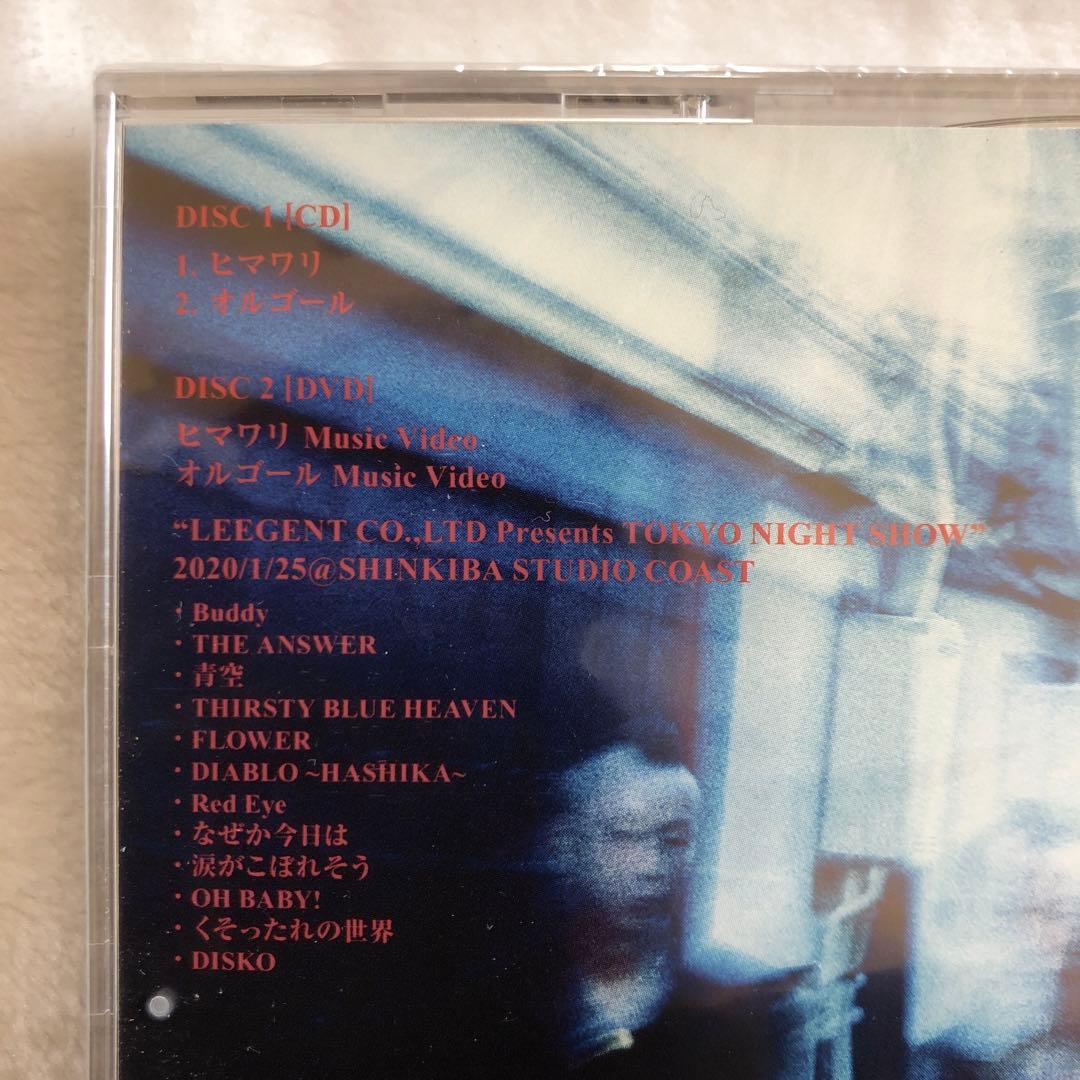 DISC 1 [CD]
1. ヒマワリ
2. オルゴール
DISC 2 [DVD]
ヒマワリ Music Video
オルゴール Music Video
“LEEGENT CO.,LTD Presents TOKYO NIGHT SHOW”
2020/1/25@SHINKIBA STUDIO COAST
・Buddy
・THE ANSWER
・青空
・THIRSTY BLUE HEAVEN
・FLOWER
・DIABLO ~HASHIKA~
・Red Eye
・なぜか今日は
・涙がこぼれそう
・OH BABY!
・くそったれの世界
・DISKO